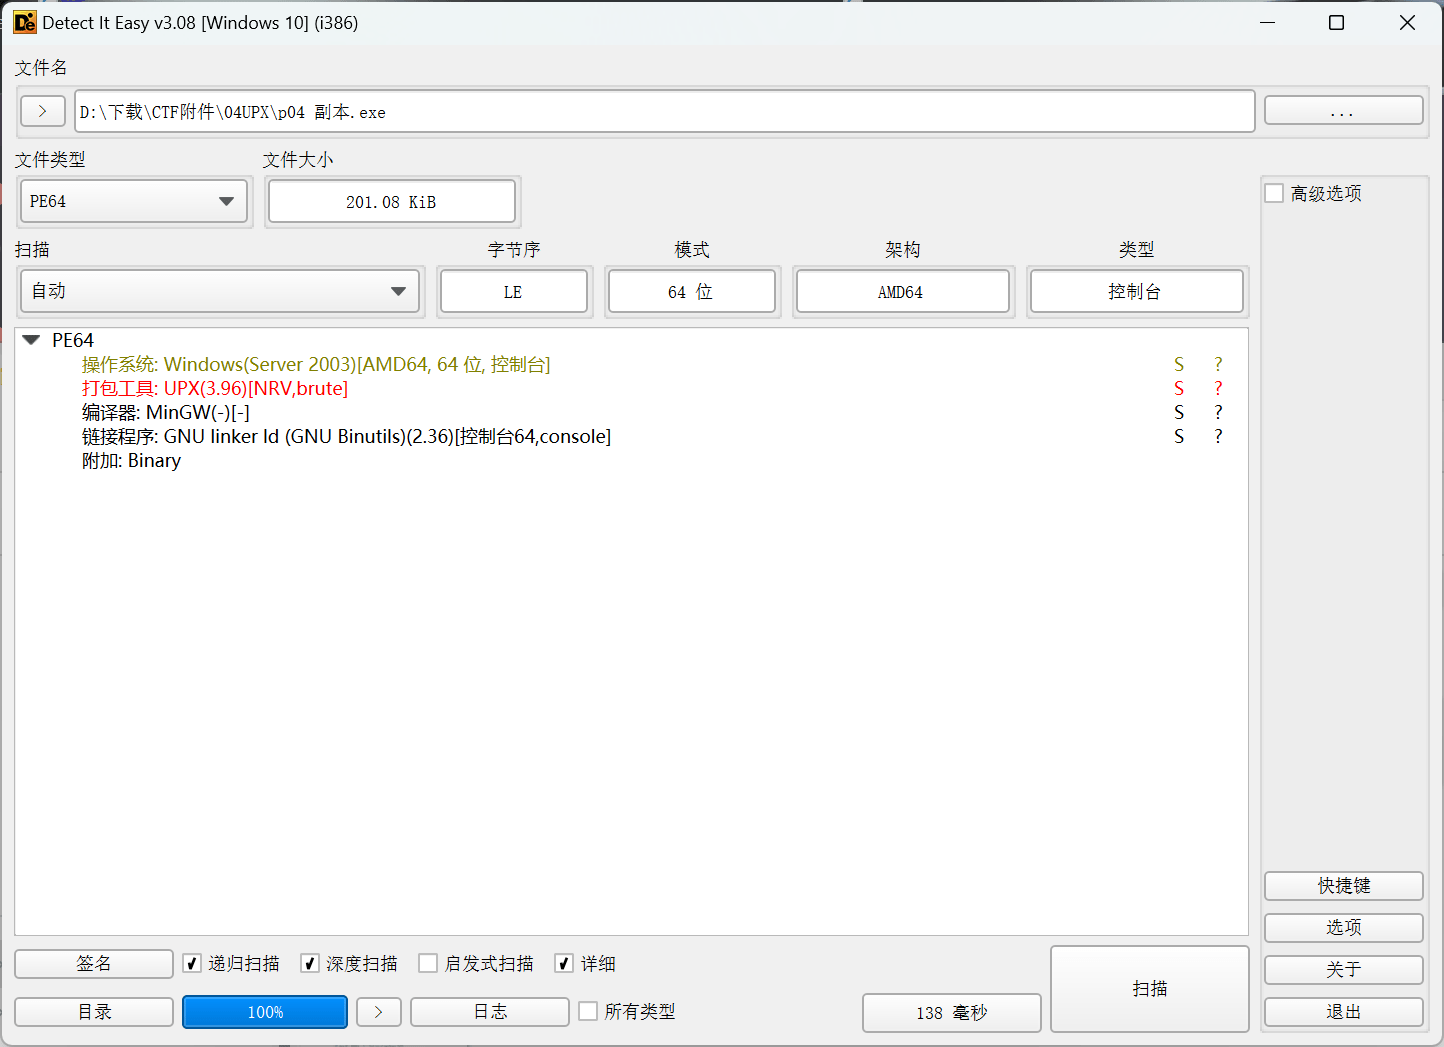 Detect It Easy v3.08 [Windows 10] (i386)
文件名
> D:\下载\CTF附件\04UPX\p04 副本.exe ...
文件类型 文件大小
PE64 201.08 KiB
高级选项
扫描 字节序 模式 架构 类型
自动 LE 64 位 AMD64 控制台
PE64
操作系统: Windows(Server 2003)[AMD64, 64 位, 控制台] S ?
打包工具: UPX(3.96)[NRV,brute] S ?
编译器: MinGW(-)[-] S ?
链接程序: GNU linker ld (GNU Binutils)(2.36)[控制台64,console] S ?
附加: Binary
快捷键
选项
签名 递归扫描 深度扫描 启发式扫描 详细
扫描
关于
目录 100% > 日志 所有类型 138 毫秒
退出